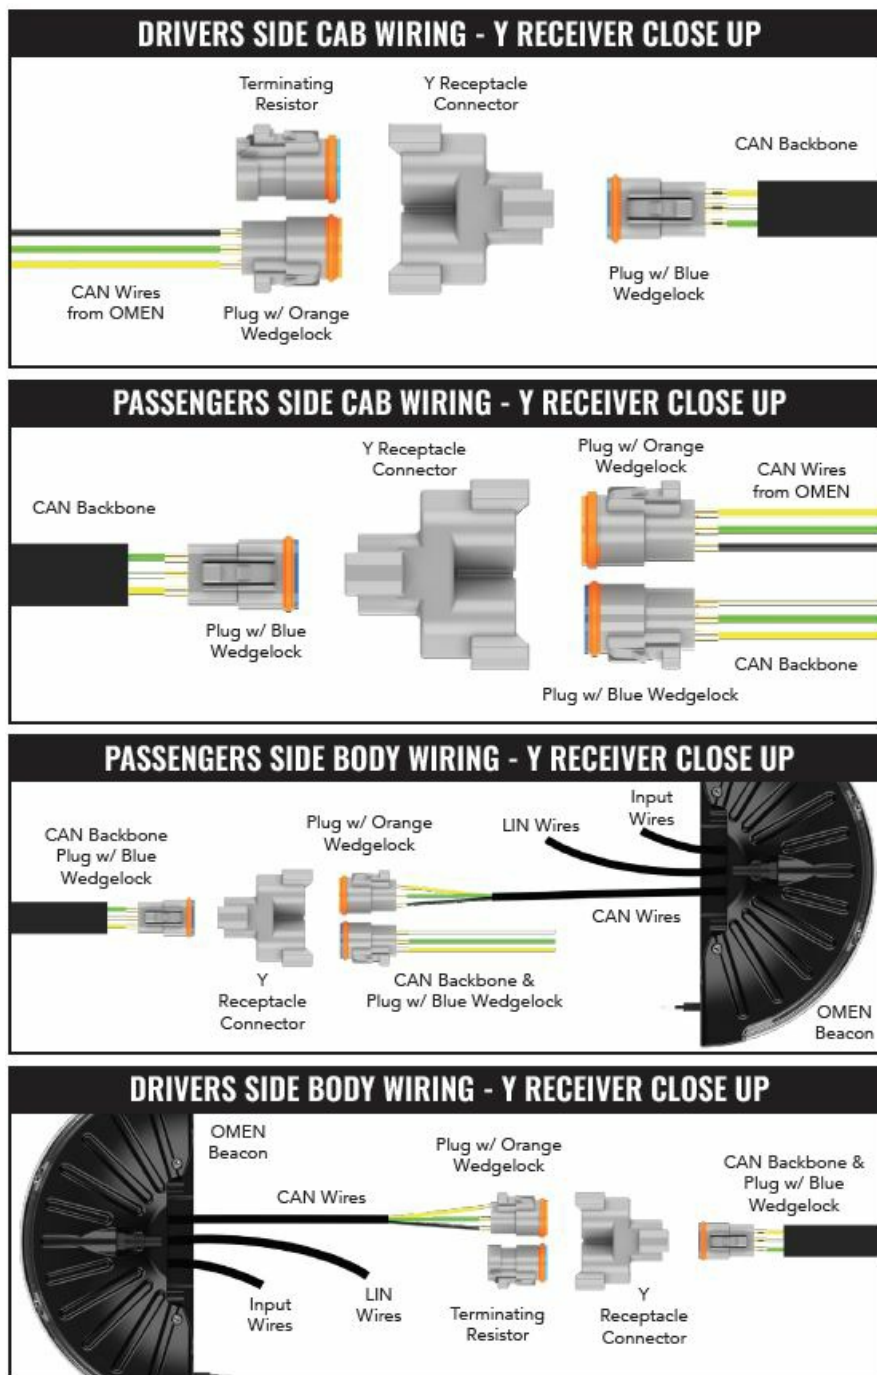 DRIVERS SIDE CAB WIRING - Y RECEIVER CLOSE UP
Terminating
Resistor
Y Receptacle
Connector
CAN Backbone
CAN Wires
from OMEN
Plug w/ Orange
Wedgelock
Plug w/ Blue
Wedgelock
PASSENGERS SIDE CAB WIRING - Y RECEIVER CLOSE UP
CAN Backbone
Plug w/ Blue
Wedgelock
Y Receptacle
Connector
Plug w/ Orange
Wedgelock
CAN Wires
from OMEN
CAN Backbone
Plug w/ Blue Wedgelock
PASSENGERS SIDE BODY WIRING - Y RECEIVER CLOSE UP
CAN Backbone
Plug w/ Blue
Wedgelock
Y
Receptacle
Connector
Plug w/ Orange
Wedgelock
LIN Wires
Input
Wires
CAN Wires
CAN Backbone &
Plug w/ Blue Wedgelock
OMEN
Beacon
DRIVERS SIDE BODY WIRING - Y RECEIVER CLOSE UP
OMEN
Beacon
CAN Wires
Input
Wires
LIN
Wires
Plug w/ Orange
Wedgelock
Terminating
Resistor
Y
Receptacle
Connector
CAN Backbone &
Plug w/ Blue
Wedgelock